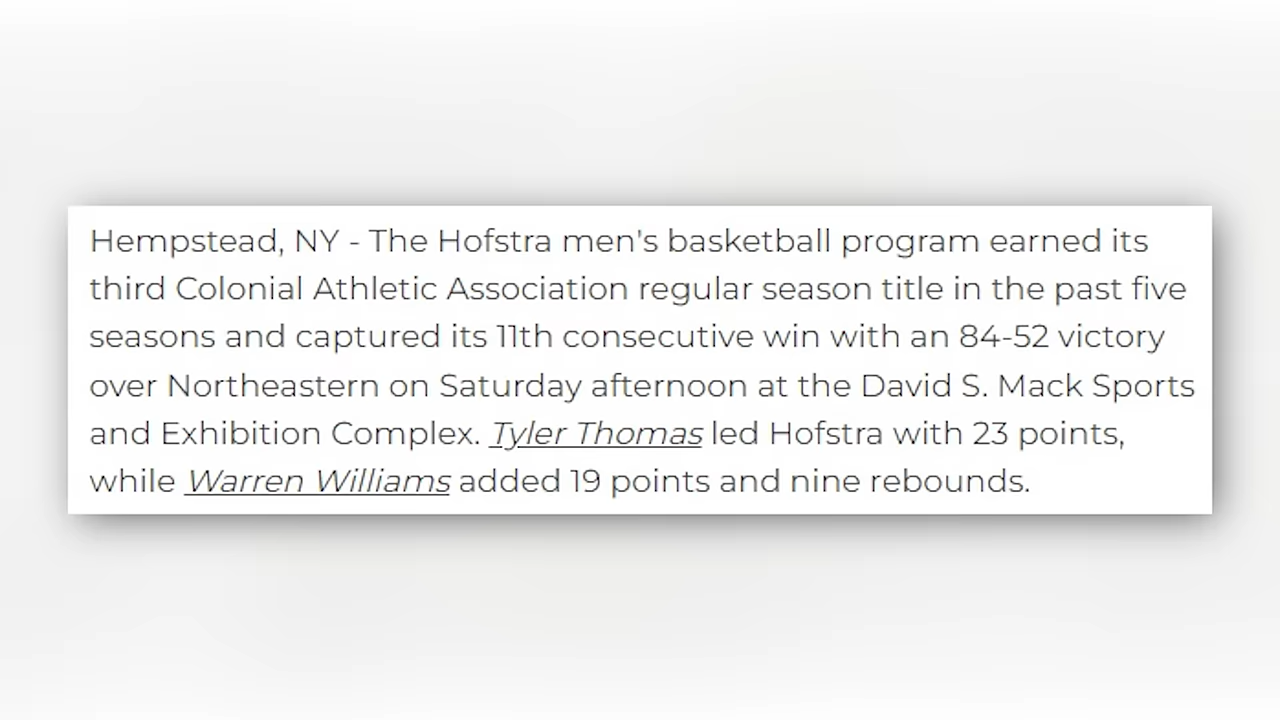 Hempstead, NY - The Hofstra men's basketball program earned its
third Colonial Athletic Association regular season title in the past five
seasons and captured its 11th consecutive win with an 84-52 victory
over Northeastern on Saturday afternoon at the David S. Mack Sports
and Exhibition Complex. Tyler Thomas led Hofstra with 23 points,
while Warren Williams added 19 points and nine rebounds.